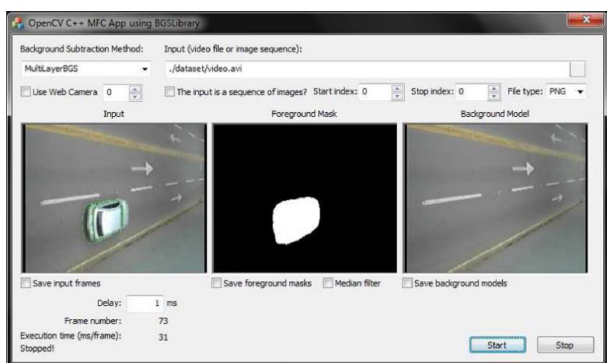 OpenCV C++ MFC App using BGSLibrary
Background Subtraction Method: Input (video file or image sequence):
MultiLayerBGS ./dataset/video.avi
Use Web Camera 0 The input is a sequence of images? Start index: 0 Stop index: 0 File type: PNG
Input Foreground Mask Background Model
Save input frames Save foreground masks Median filter Save background models
Delay: 1 ms
Frame number: 73
Execution time (ms/frame): 31
Stopped! Start Stop